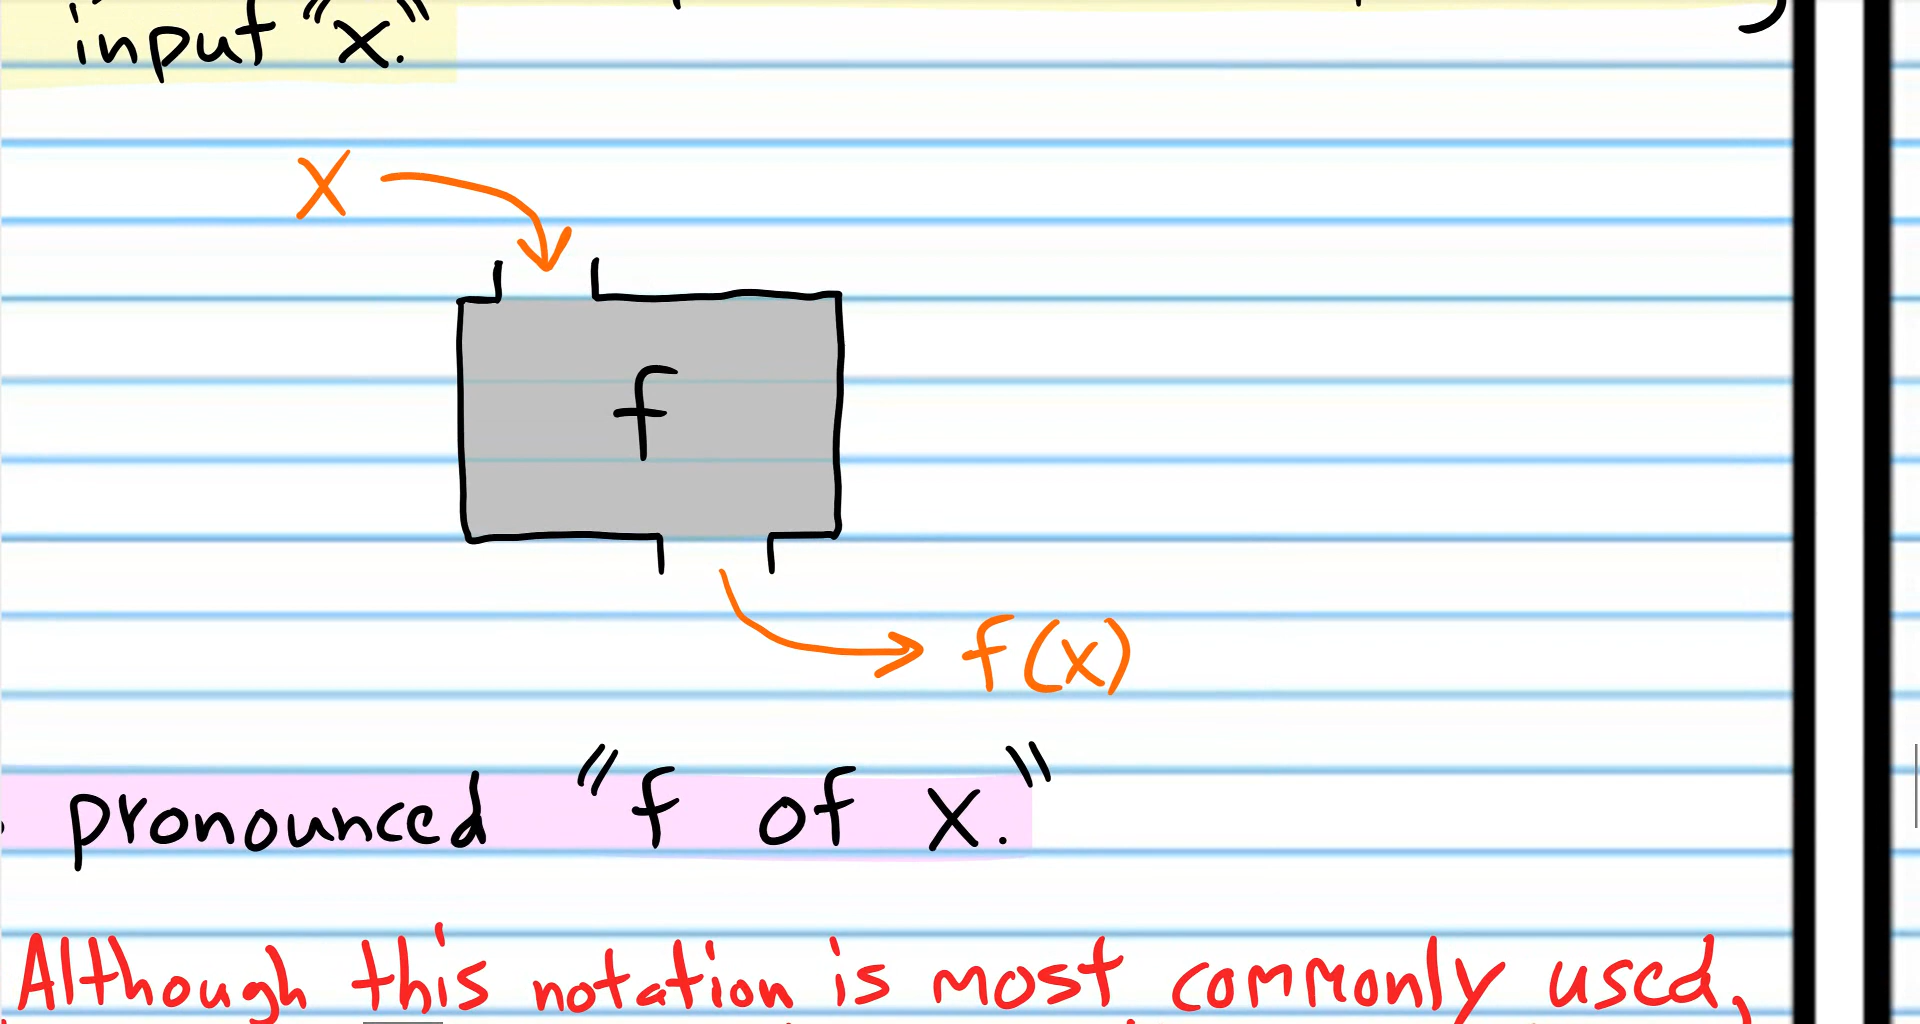 input "x."
x
f
f(x)
pronounced "f of x."
Although this notation is most commonly used,